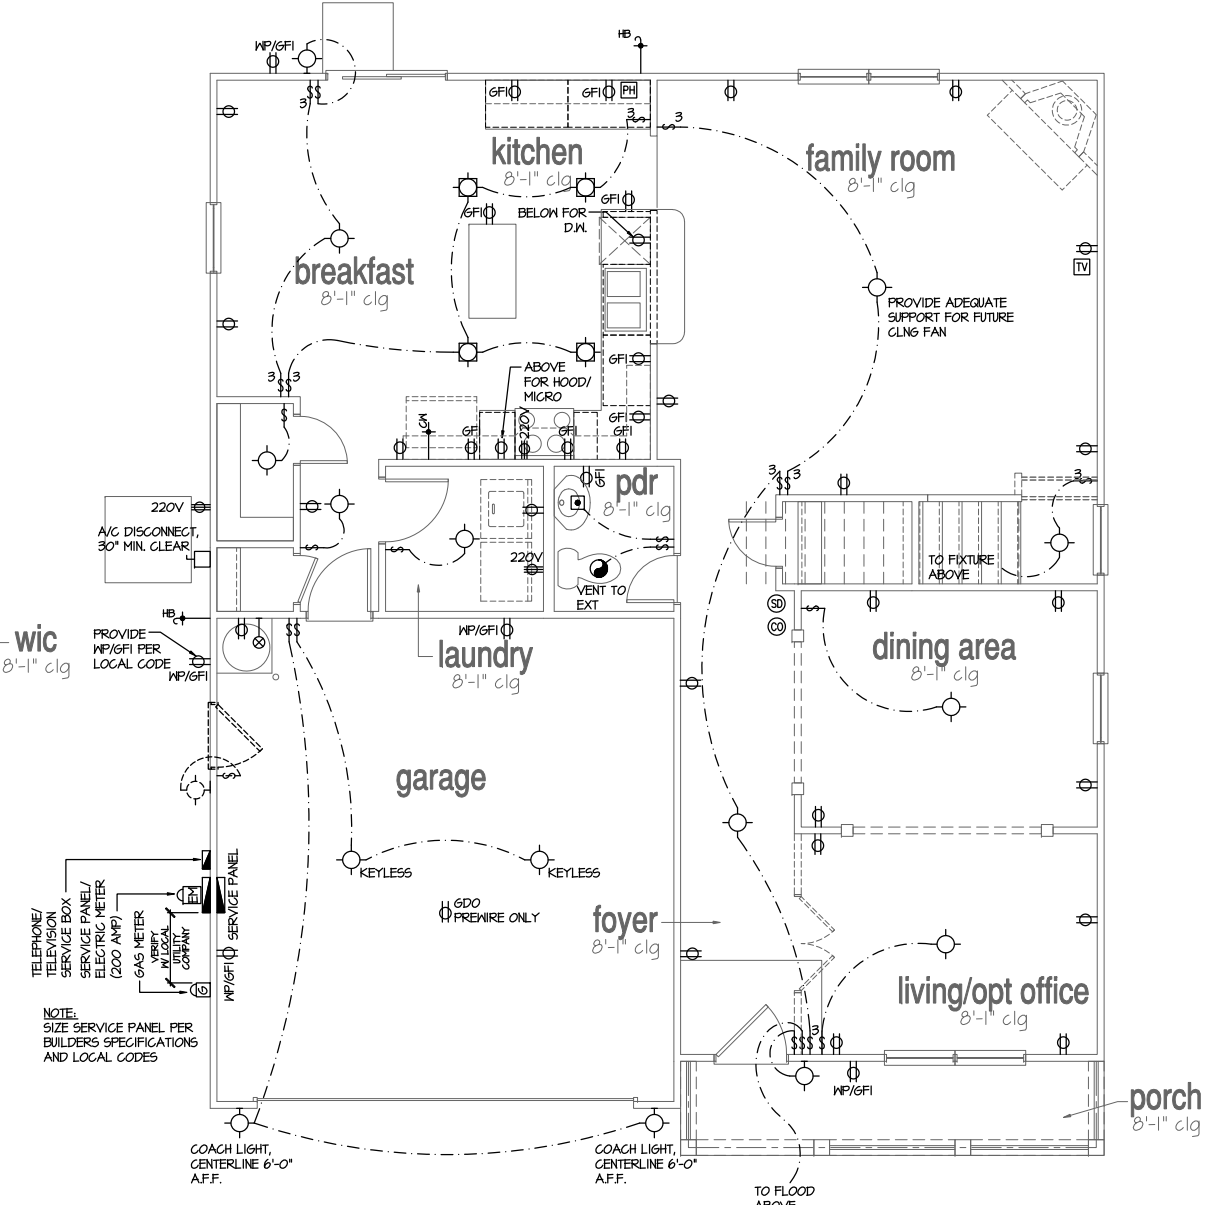 WP/GFI
HB
GFI
GFI
PH
3
3
3
kitchen
8'-1" clg
family room
8'-1" clg
GFI
GFI
BELOW FOR
D.W.
breakfast
8'-1" clg
TV
PROVIDE ADEQUATE
SUPPORT FOR FUTURE
CLNG FAN
GFI
ABOVE
FOR HOOD/
MICRO
3
3
GFI
CM
GFI
220V
GFI
GFI
GFI
pdr
8'-1" clg
3
3
3
220V
A/C DISCONNECT,
30" MIN. CLEAR
220V
VENT TO
EXT
TO FIXTURE
ABOVE
SD
CO
HB
wic
8'-1" clg
PROVIDE
WP/GFI PER
LOCAL CODE
WP/GFI
WP/GFI
laundry
8'-1" clg
dining area
8'-1" clg
garage
KEYLESS
KEYLESS
GDO
PREWIRE ONLY
TELEPHONE/
TELEVISION
SERVICE BOX
SERVICE PANEL/
ELECTRIC METER
(200 AMP)
GAS METER
VERIFY
W/ LOCAL
UTILITY
COMPANY
EM
G
SERVICE PANEL
WP/GFI
foyer
8'-1" clg
living/opt office
8'-1" clg
NOTE:
SIZE SERVICE PANEL PER
BUILDERS SPECIFICATIONS
AND LOCAL CODES
3
WP/GFI
porch
8'-1" clg
COACH LIGHT,
CENTERLINE 6'-0"
A.F.F.
COACH LIGHT,
CENTERLINE 6'-0"
A.F.F.
TO FLOOD
ABOVE